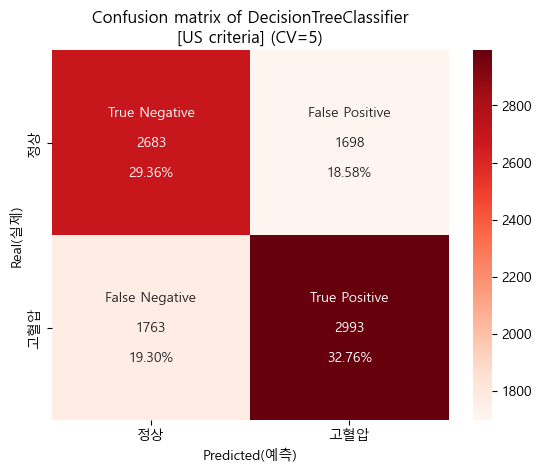 Confusion matrix of DecisionTreeClassifier
[US criteria] (CV=5)
True Negative
2683
29.36%
False Positive
1698
18.58%
False Negative
1763
19.30%
True Positive
2993
32.76%
정상
고혈압
Real(실제)
정상
고혈압
Predicted(예측)
2800
2600
2400
2200
2000
1800